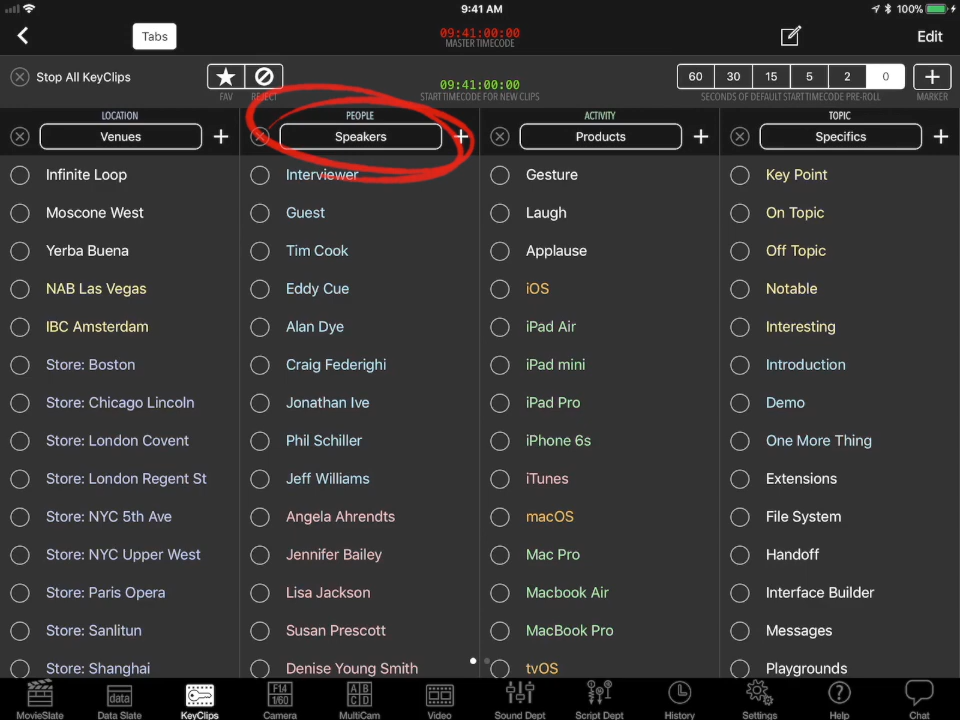 9:41 AM
100%
Tabs
09:41:00:00
MASTER TIMECODE
Edit
Stop All KeyClips
FAV
REJECT
09:41:00:00
START TIMECODE FOR NEW CLIPS
60 30 15 5 2 0
SECONDS OF DEFAULT START TIMECODE PRE-ROLL
MARKER
LOCATION
Venues
Infinite Loop
Moscone West
Yerba Buena
NAB Las Vegas
IBC Amsterdam
Store: Boston
Store: Chicago Lincoln
Store: London Covent
Store: London Regent St
Store: NYC 5th Ave
Store: NYC Upper West
Store: Paris Opera
Store: Sanlitun
Store: Shanghai
PEOPLE
Speakers
Interviewer
Guest
Tim Cook
Eddy Cue
Alan Dye
Craig Federighi
Jonathan Ive
Phil Schiller
Jeff Williams
Angela Ahrendts
Jennifer Bailey
Lisa Jackson
Susan Prescott
Denise Young Smith
ACTIVITY
Products
Gesture
Laugh
Applause
iOS
iPad Air
iPad mini
iPad Pro
iPhone 6s
iTunes
macOS
Mac Pro
Macbook Air
MacBook Pro
tvOS
TOPIC
Specifics
Key Point
On Topic
Off Topic
Notable
Interesting
Introduction
Demo
One More Thing
Extensions
File System
Handoff
Interface Builder
Messages
Playgrounds
MovieSlate
data
Data Slate
KeyClips
F1.4
1/60
Camera
A B
C D
MultiCam
Video
Sound Dept
Script Dept
History
Settings
Help
Chat